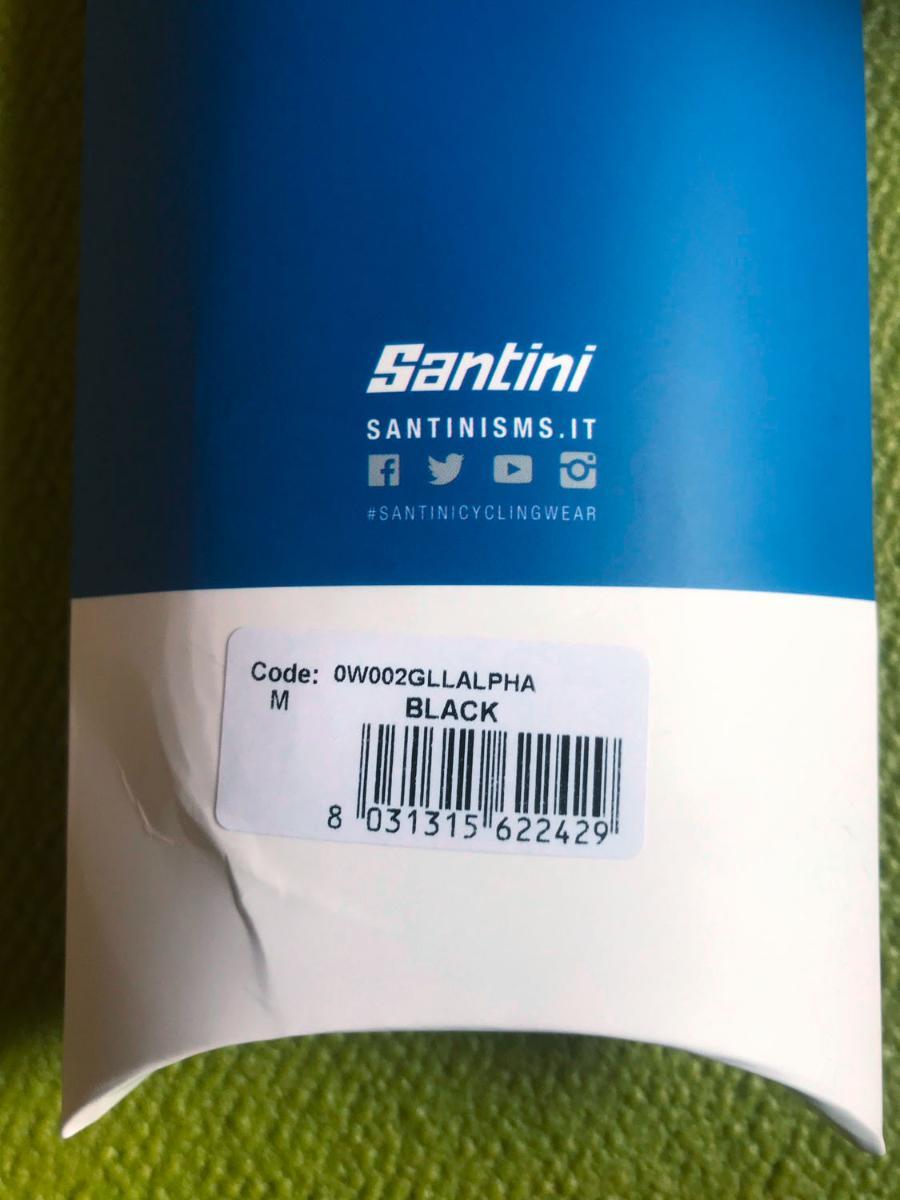 Santini
SANTINISMS.IT
#SANTINICYCLINGWEAR
Code: 0W002GLLALPHA
M BLACK
8 031315 622429